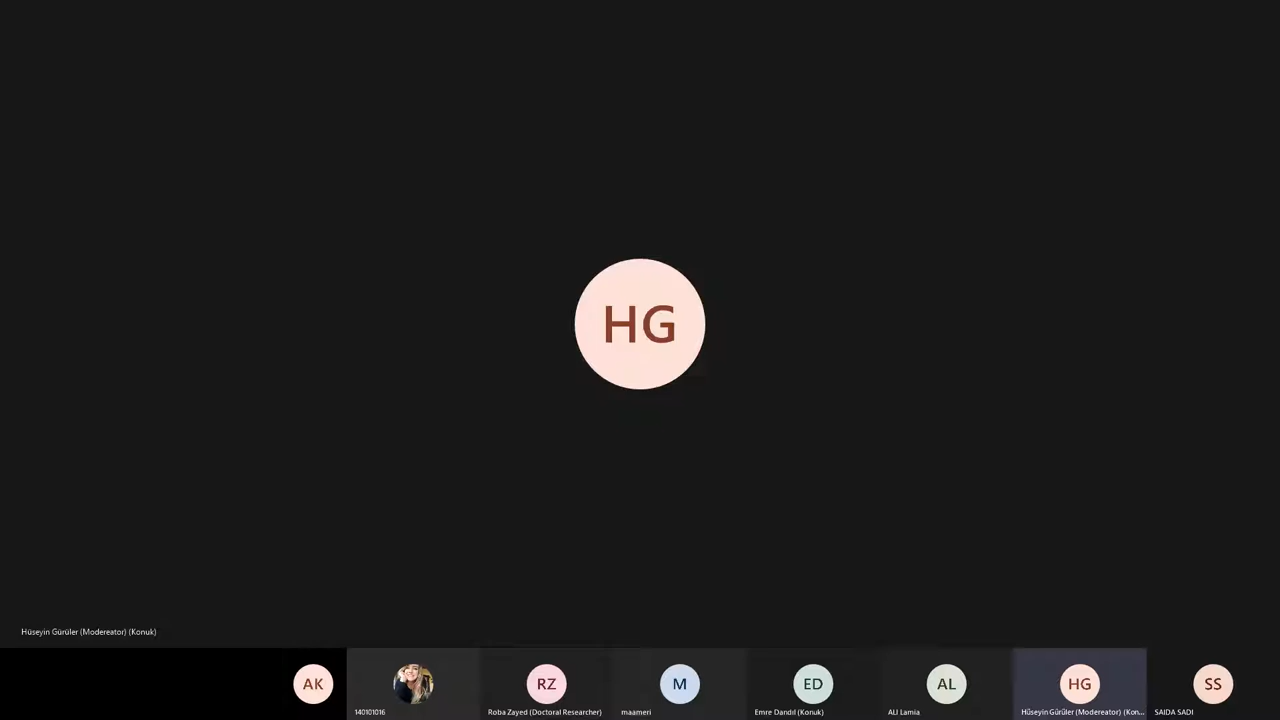 HG
Hüseyin Gürüler (Modereator) (Konuk)
AK
140101016
RZ
Roba Zayed (Doctoral Researcher)
M
maameri
ED
Emre Dandıl (Konuk)
AL
ALI Lamia
HG
Hüseyin Gürüler (Modereator) (Kon...
SS
SAIDA SADI